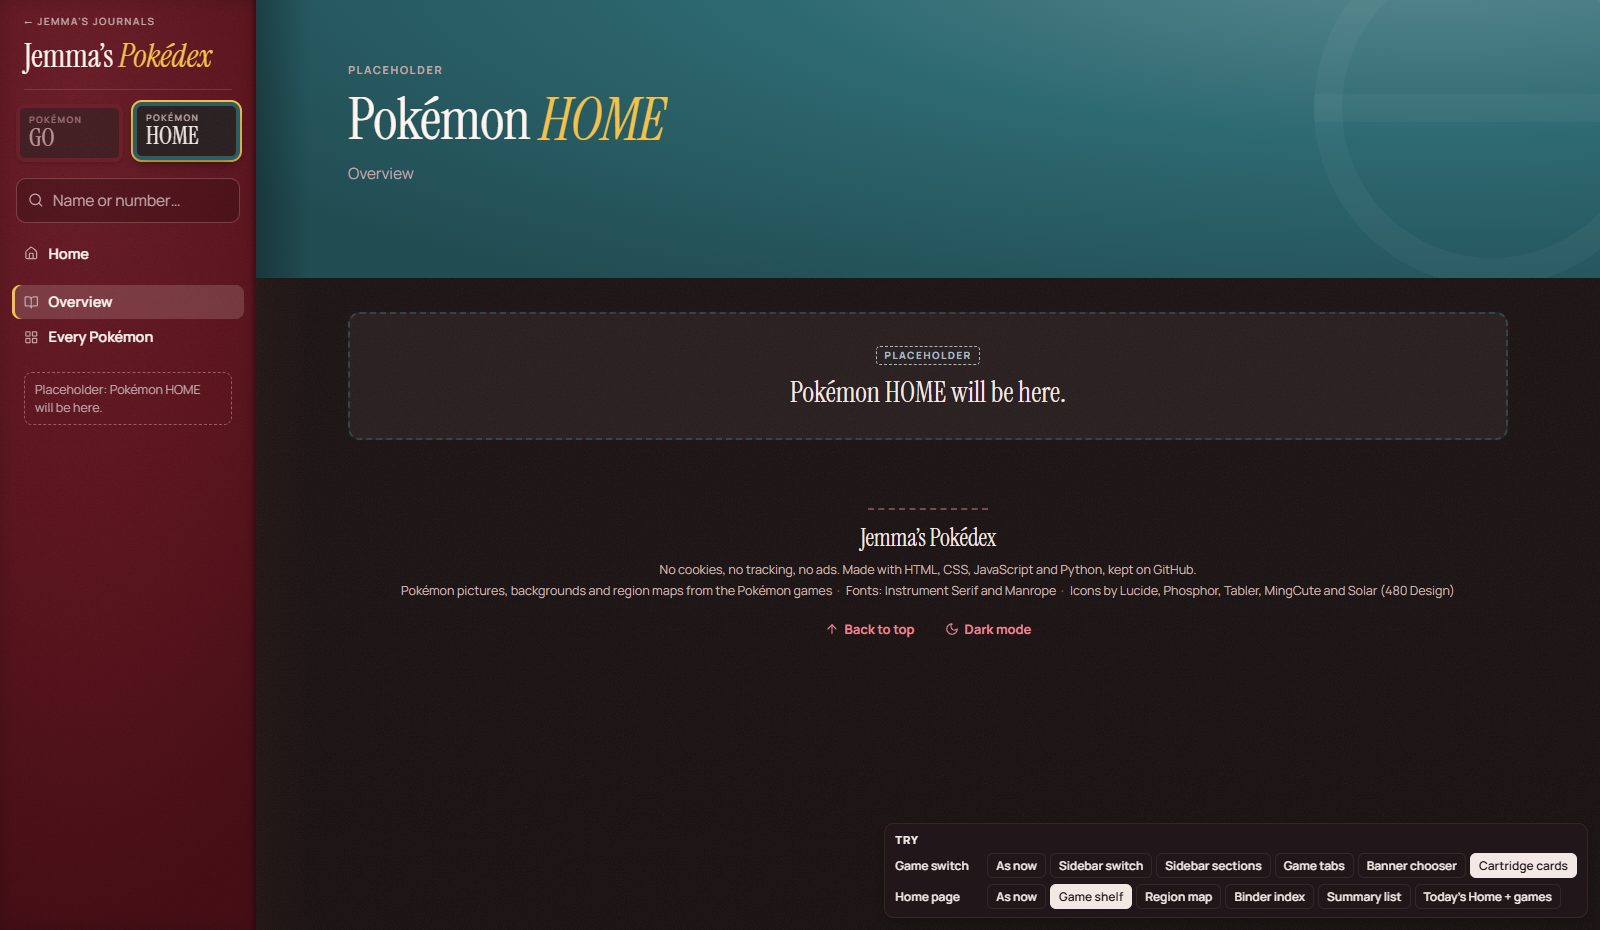 ← JEMMA'S JOURNALS
Jemma's Pokédex
POKÉMON
GO
POKÉMON
HOME
Name or number...
Home
Overview
Every Pokémon
Placeholder: Pokémon HOME
will be here.
PLACEHOLDER
Pokémon HOME
Overview
PLACEHOLDER
Pokémon HOME will be here.
Jemma's Pokédex
No cookies, no tracking, no ads. Made with HTML, CSS, JavaScript and Python, kept on GitHub.
Pokémon pictures, backgrounds and region maps from the Pokémon games · Fonts: Instrument Serif and Manrope · Icons by Lucide, Phosphor, Tabler, MingCute and Solar (480 Design)
Back to top Dark mode
TRY
Game switch As now Sidebar switch Sidebar sections Game tabs Banner chooser Cartridge cards
Home page As now Game shelf Region map Binder index Summary list Today's Home + games